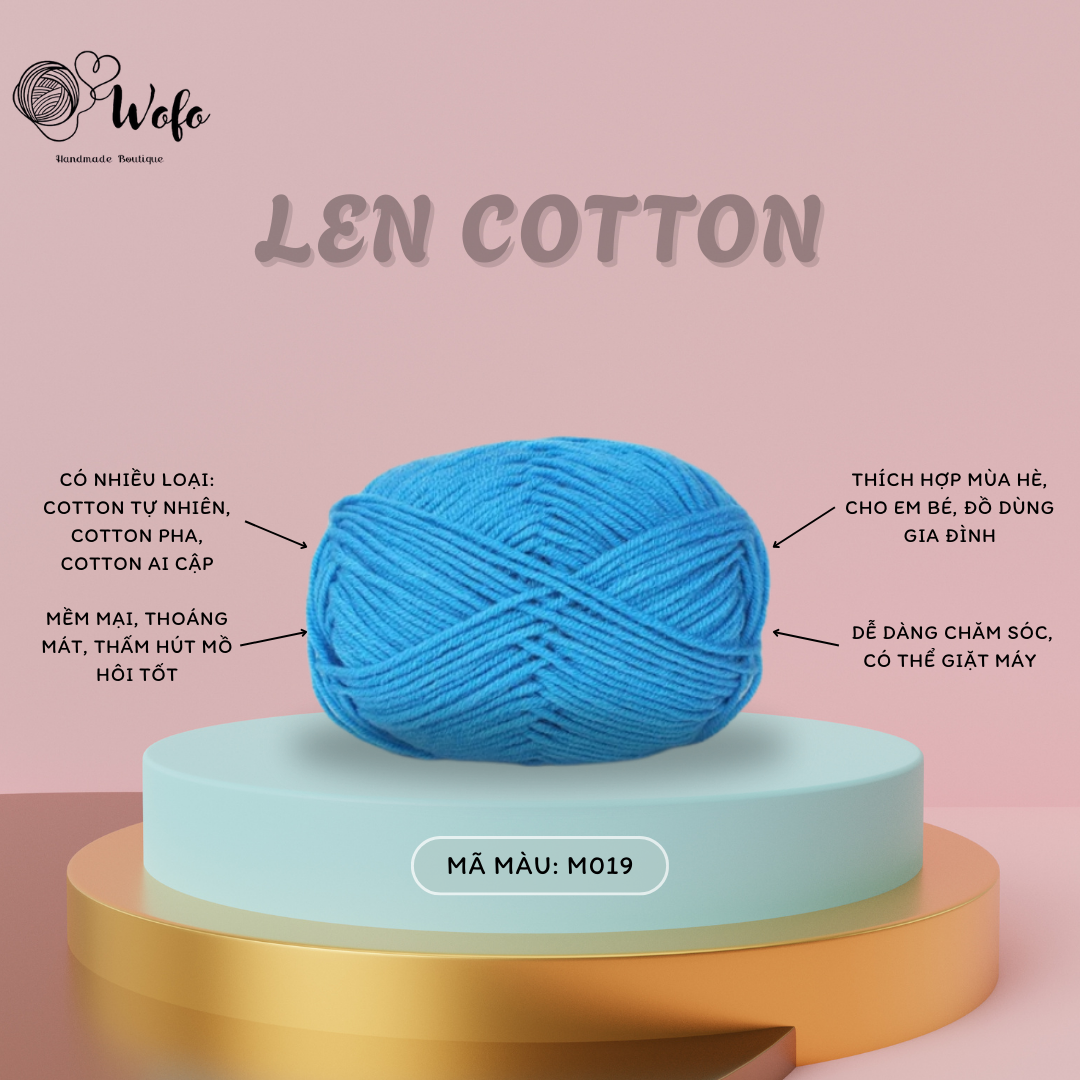 Wofo
Handmade Boutique
LEN COTTON
CÓ NHIỀU LOẠI:
COTTON TỰ NHIÊN,
COTTON PHA,
COTTON AI CẬP
MỀM MẠI, THOÁNG
MÁT, THẤM HÚT MỒ
HÔI TỐT
THÍCH HỢP MÙA HÈ,
CHO EM BÉ, ĐỒ DÙNG
GIA ĐÌNH
DỄ DÀNG CHĂM SÓC,
CÓ THỂ GIẶT MÁY
MÃ MÀU: M019